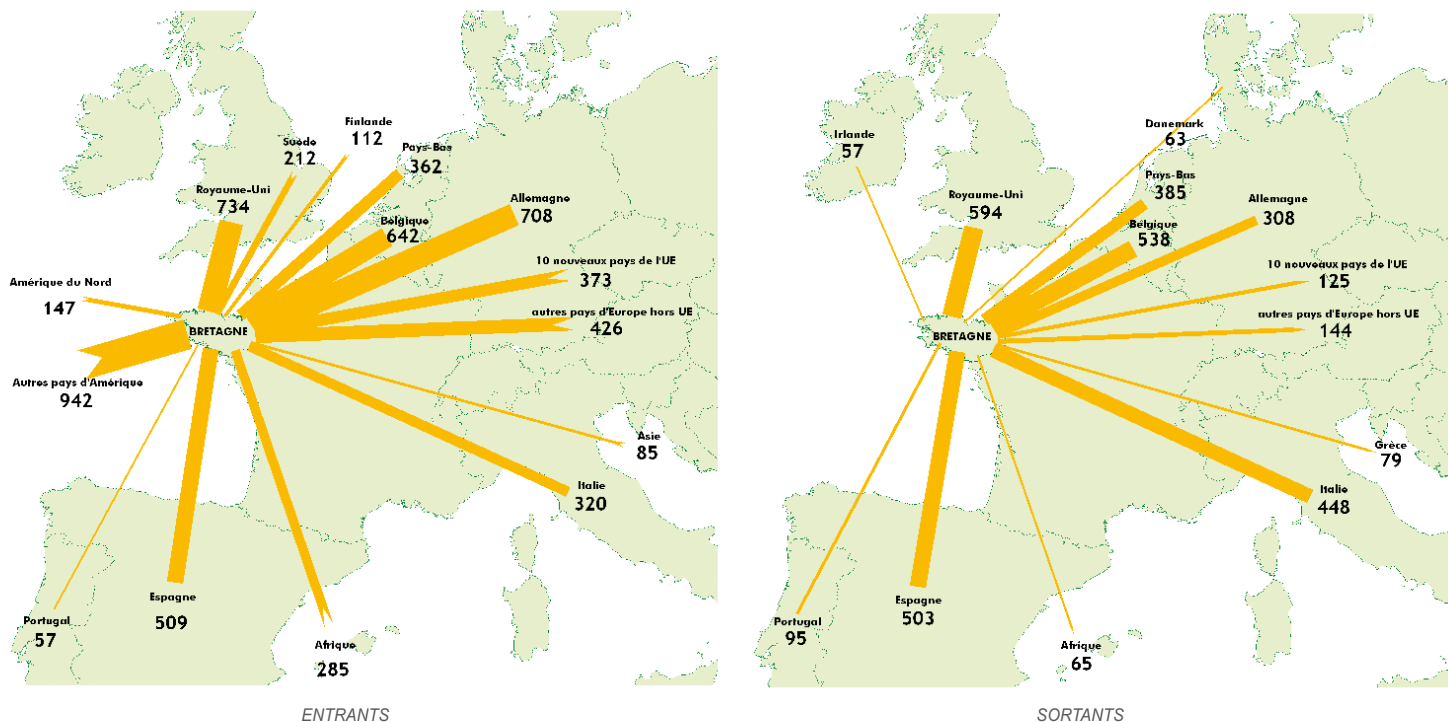 Finlande
112
Suède
212
Pays-Bas
362
Royaume-Uni
734
Allemagne
708
Bélgique
642
10 nouveaux pays de l'UE
373
Amérique du Nord
147
autres pays d'Europe hors UE
426
BRETAGNE
Autres pays d'Amérique
942
Asie
85
Italie
320
Espagne
509
Portugal
57
Afrique
285
ENTRANTS
Danemark
63
Irlande
57
Pays-Bas
385
Royaume-Uni
594
Allemagne
308
Bélgique
538
10 nouveaux pays de l'UE
125
autres pays d'Europe hors UE
144
BRETAGNE
Grèce
79
Italie
448
Espagne
503
Portugal
95
Afrique
65
SORTANTS